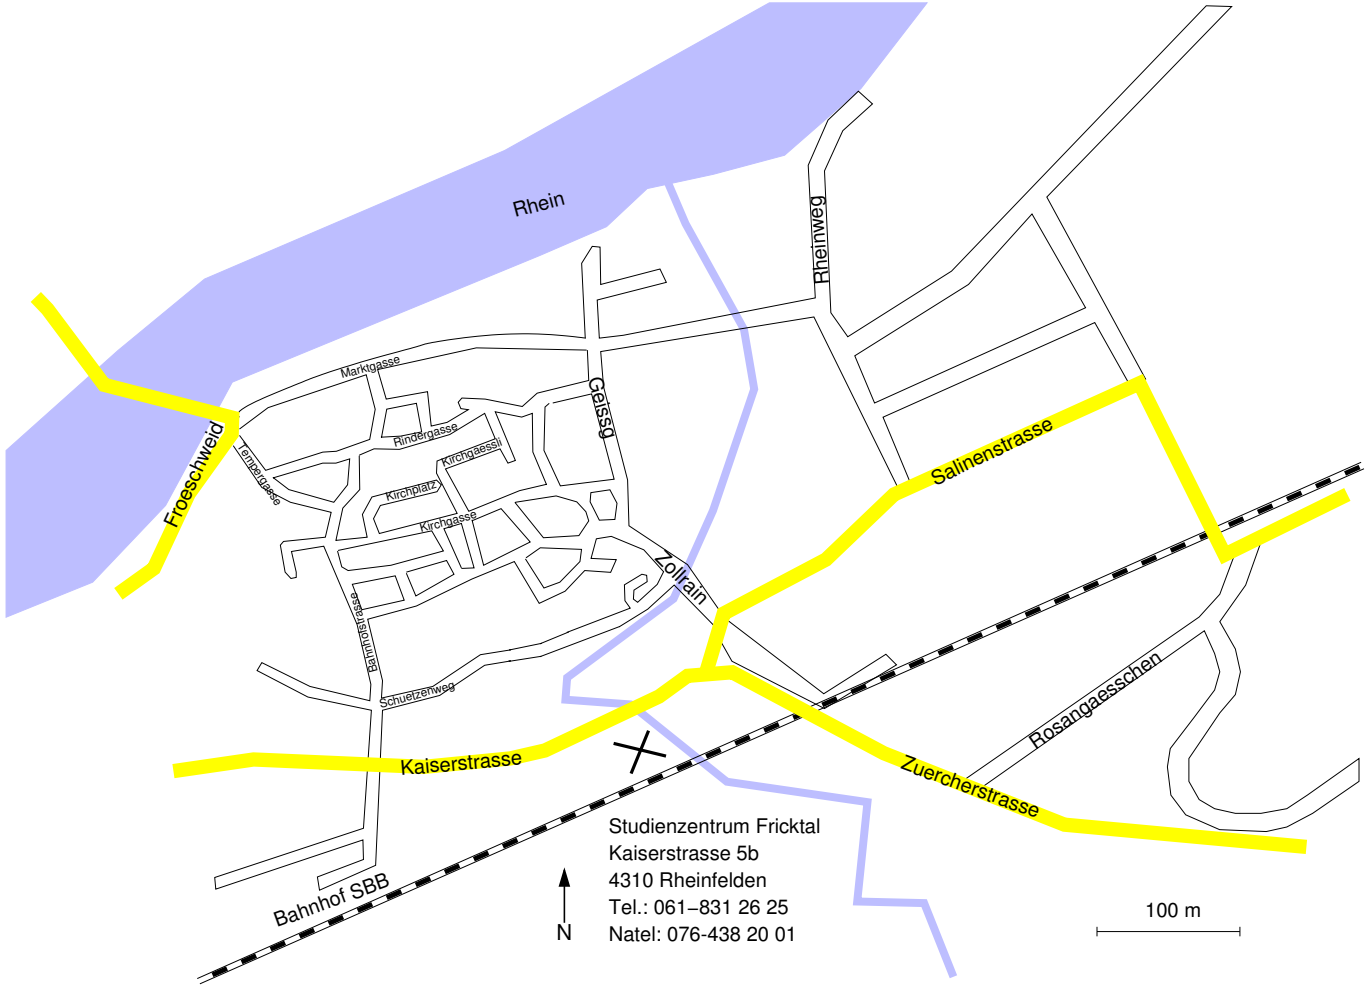 Rhein
Rheinweg
Marktgasse
Geissg
Froeschweid
Tempergasse
Rindergasse
Kirchgaessli
Kirchplatz
Kirchgasse
Salinenstrasse
Zollrain
Bahnhofstrasse
Schuetzenweg
Rosangaesschen
Kaiserstrasse
Zuercherstrasse
Bahnhof SBB
Studienzentrum Fricktal
Kaiserstrasse 5b
4310 Rheinfelden
Tel.: 061−831 26 25
Natel: 076-438 20 01
N
100 m